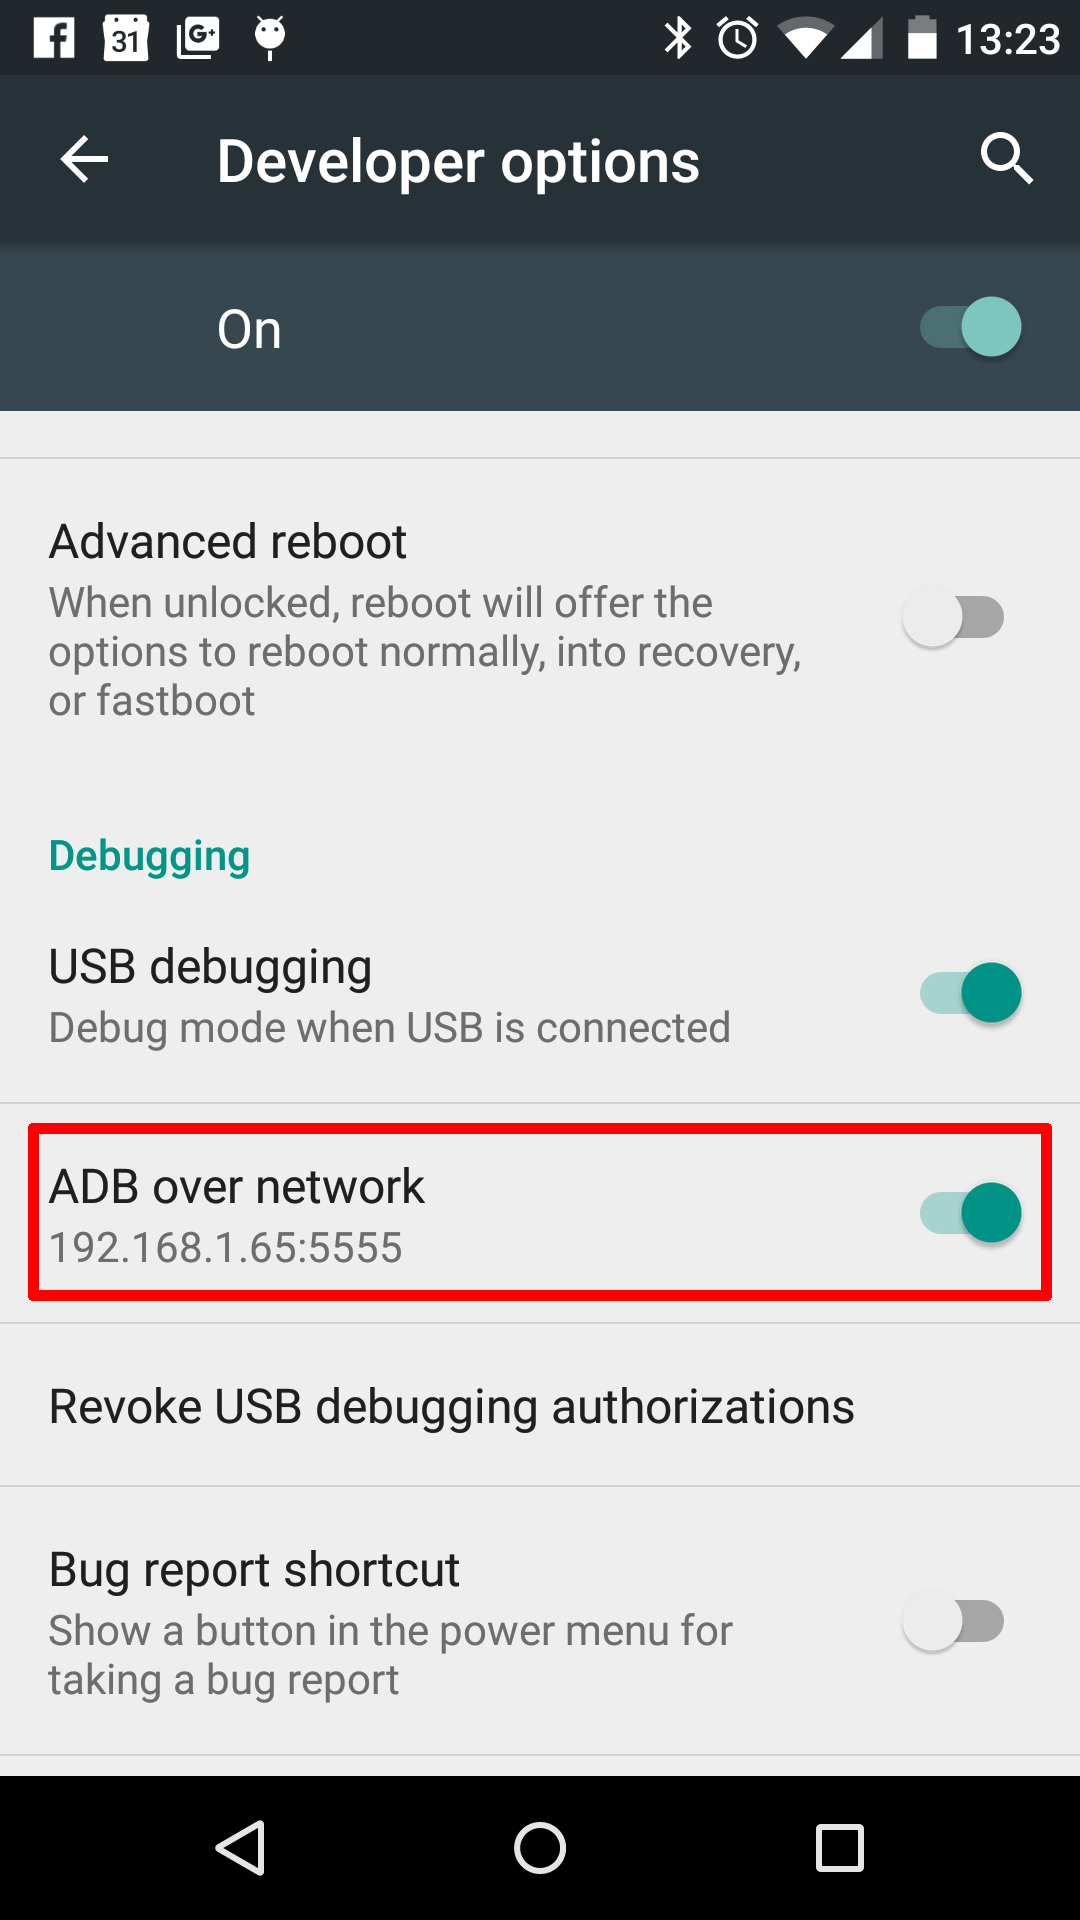 31
G+
13:23
Developer options
On
Advanced reboot
When unlocked, reboot will offer the
options to reboot normally, into recovery,
or fastboot
Debugging
USB debugging
Debug mode when USB is connected
ADB over network
192.168.1.65:5555
Revoke USB debugging authorizations
Bug report shortcut
Show a button in the power menu for
taking a bug report